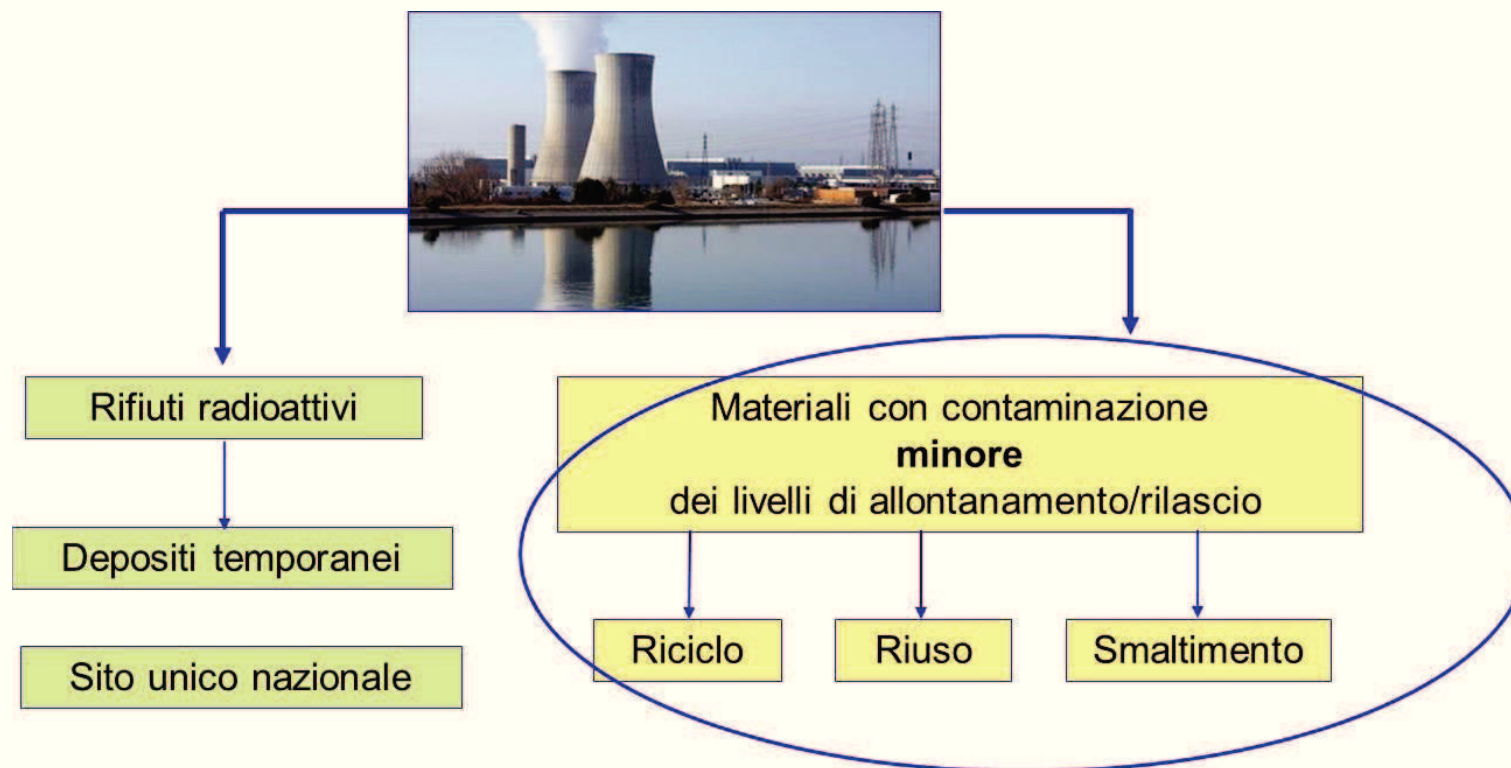 Rifiuti radioattivi
Depositi temporanei
Sito unico nazionale
Materiali con contaminazione
minore
dei livelli di allontanamento/rilascio
Riciclo
Riuso
Smaltimento